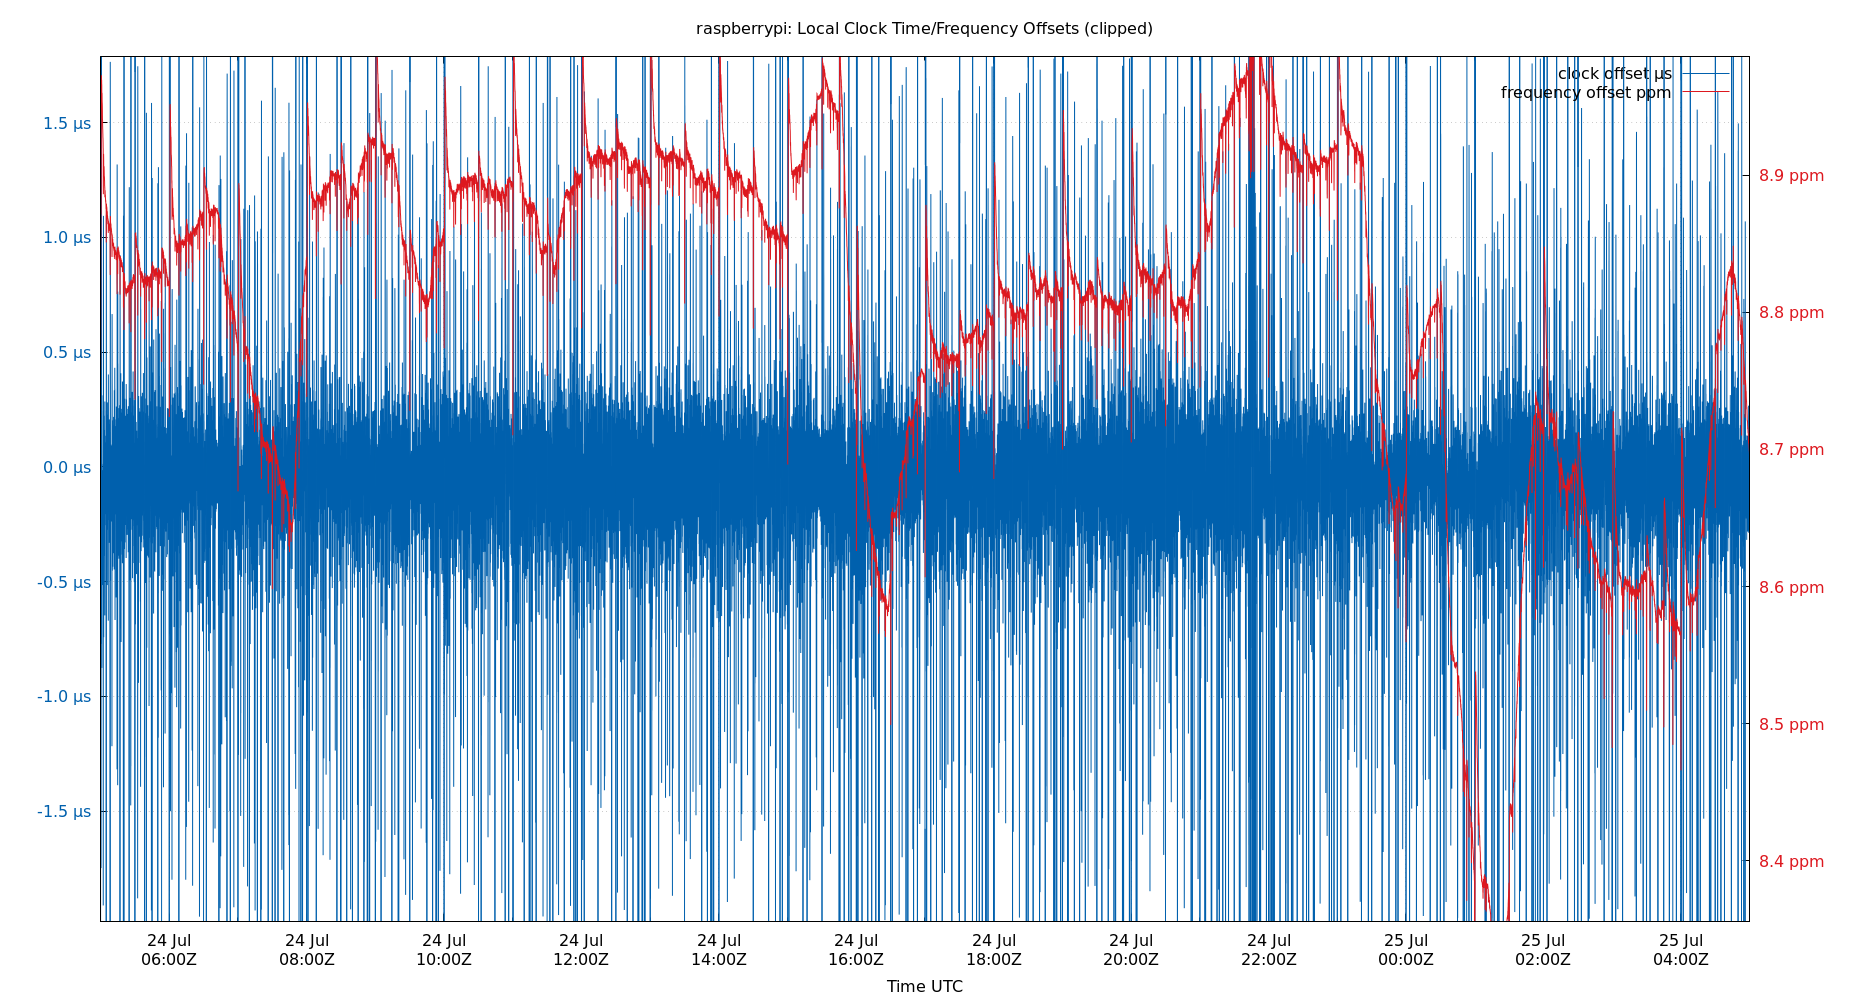 raspberrypi: Local Clock Time/Frequency Offsets (clipped)
clock offset µs
frequency offset ppm
1.5 µs
1.0 µs
0.5 µs
0.0 µs
-0.5 µs
-1.0 µs
-1.5 µs
8.9 ppm
8.8 ppm
8.7 ppm
8.6 ppm
8.5 ppm
8.4 ppm
24 Jul 24 Jul 24 Jul 24 Jul 24 Jul 24 Jul 24 Jul 24 Jul 24 Jul 25 Jul 25 Jul 25 Jul
06:00Z 08:00Z 10:00Z 12:00Z 14:00Z 16:00Z 18:00Z 20:00Z 22:00Z 00:00Z 02:00Z 04:00Z
Time UTC